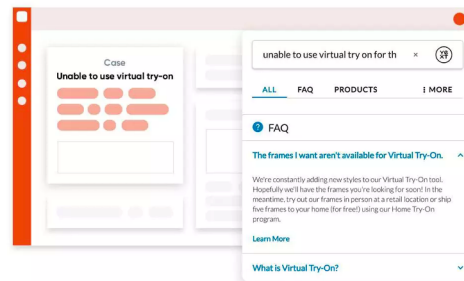 Case
Unable to use virtual try-on
unable to use virtual try on for th
×
YEXT
ALL FAQ PRODUCTS MORE
? FAQ
The frames I want aren't available for Virtual Try-On.
We're constantly adding new styles to our Virtual Try-On tool.
Hopefully we'll have the frames you're looking for soon! In the
meantime, try out our frames in person at a retail location or ship
five frames to your home (for free!) using our Home Try-On
program.
Learn More
What is Virtual Try-On?